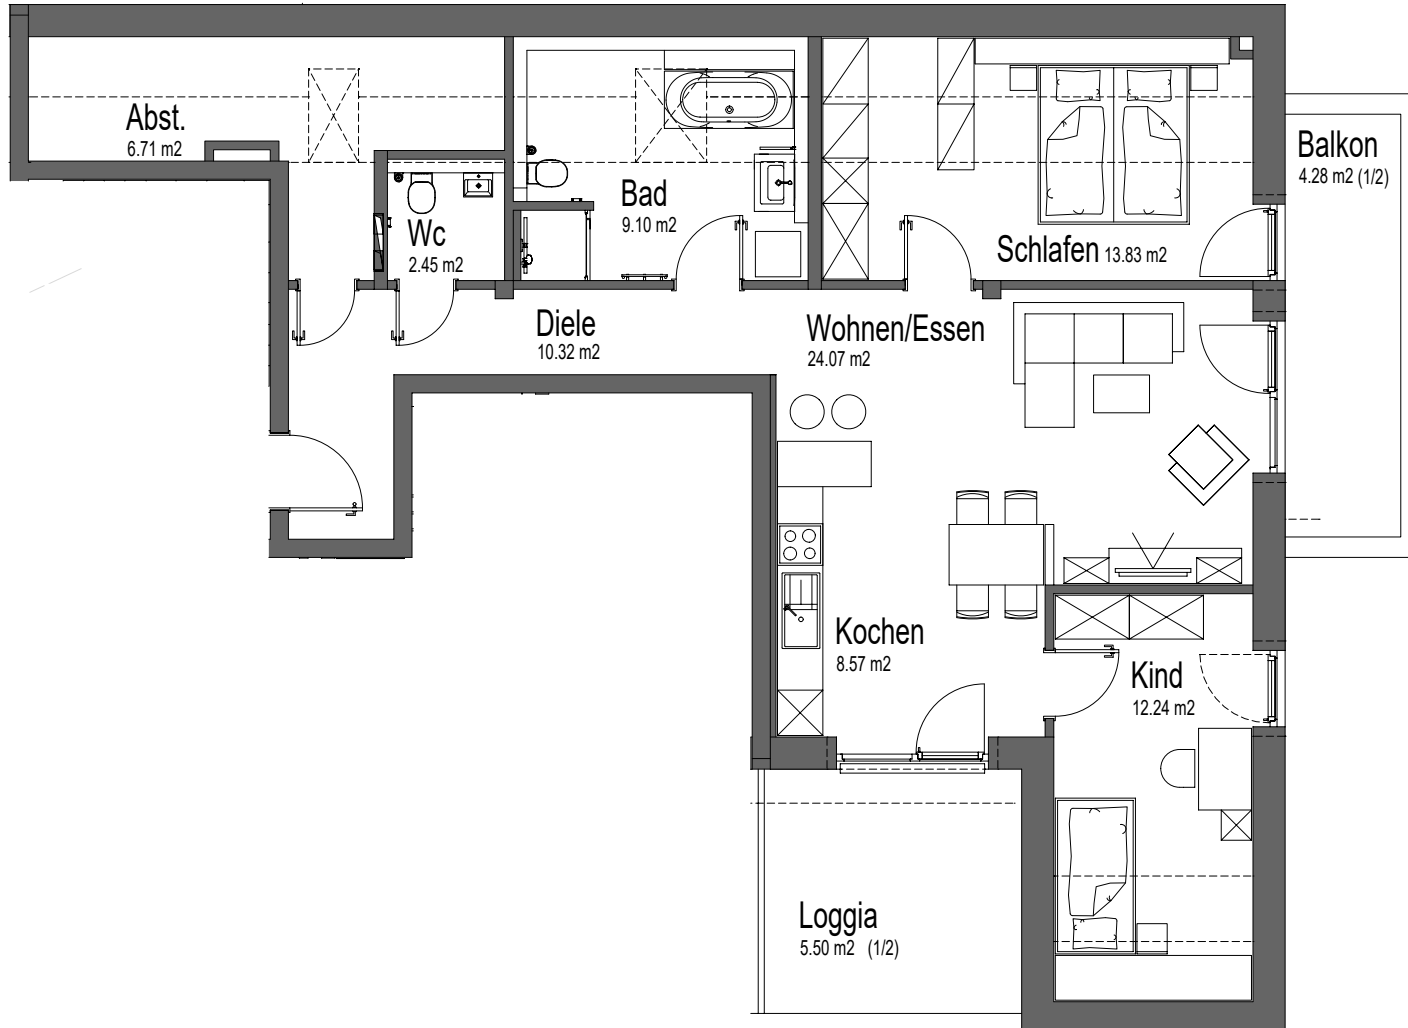 Abst.
6.71 m2
Wc
2.45 m2
Bad
9.10 m2
Schlafen 13.83 m2
Balkon
4.28 m2 (1/2)
Diele
10.32 m2
Wohnen/Essen
24.07 m2
Kochen
8.57 m2
Kind
12.24 m2
Loggia
5.50 m2 (1/2)